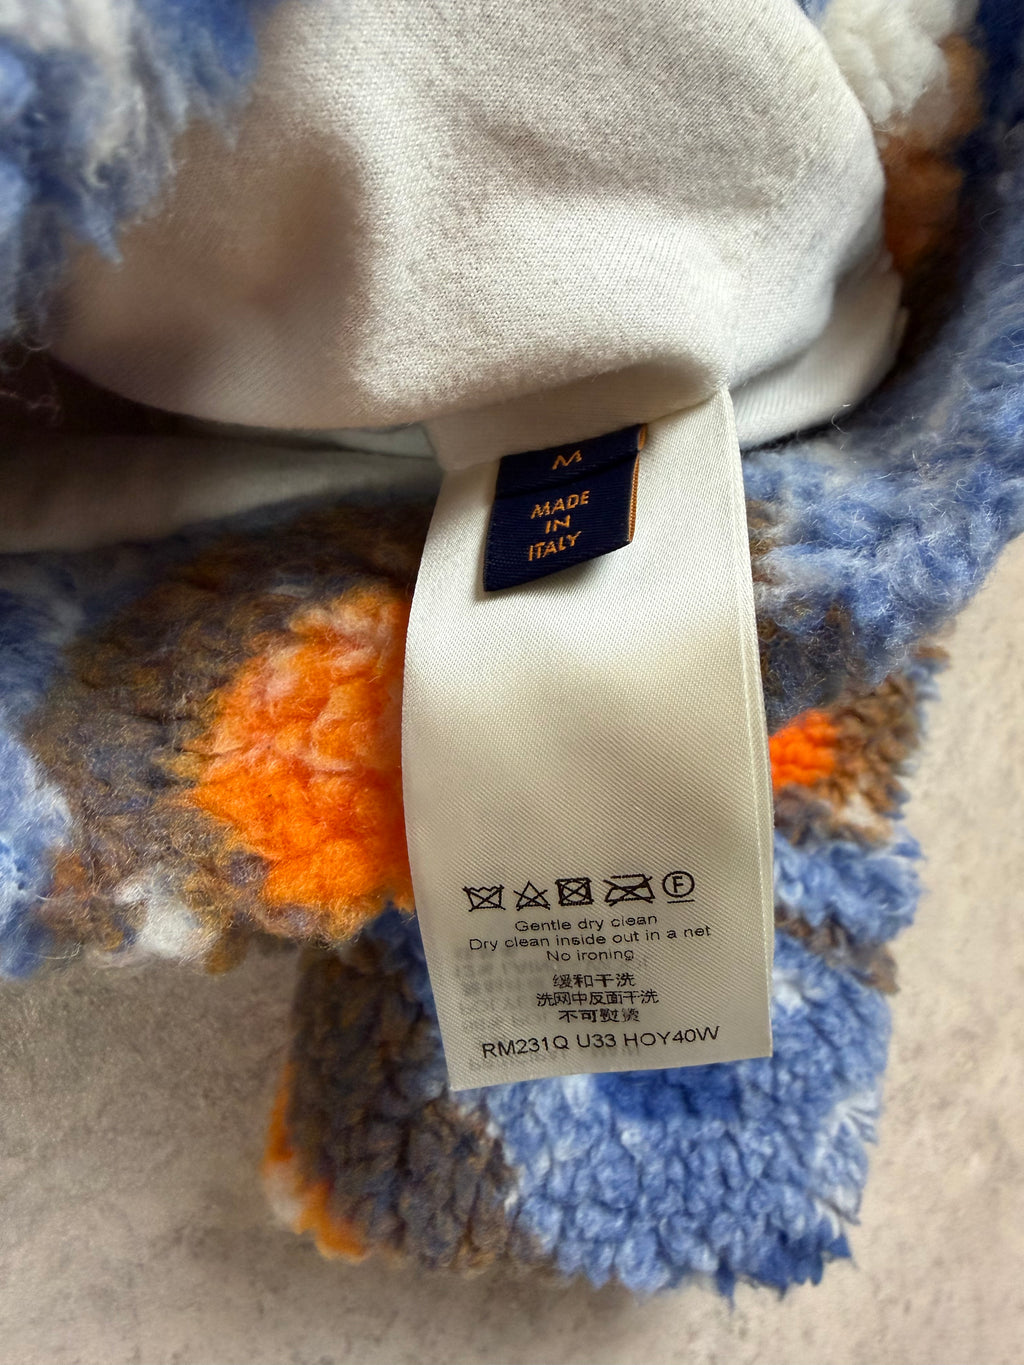 M
MADE
IN
ITALY
F
Gentle dry clean
Dry clean inside out in a net
No ironing
缓和干洗
洗网中反面干洗
不可熨烫
RM231Q U33 HOY40W